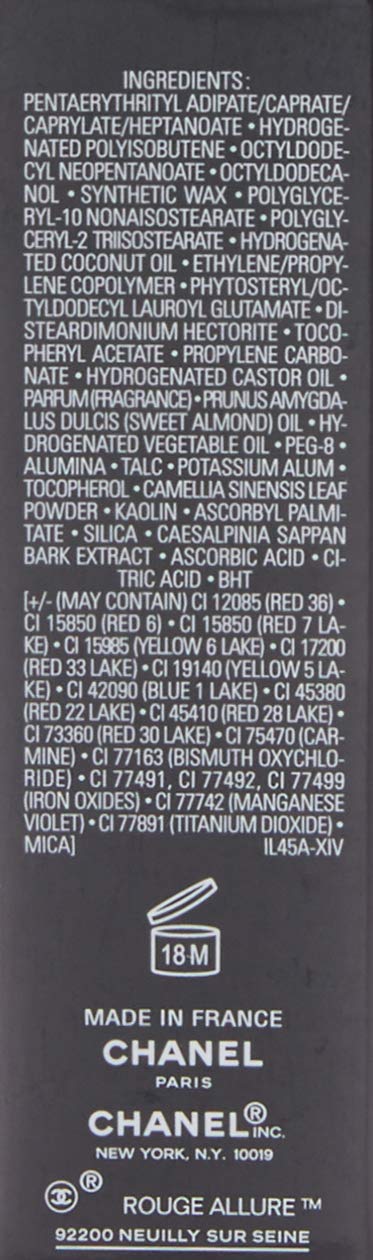 INGREDIENTS:
PENTAERYTHRITYL ADIPATE/CAPRATE/
CAPRYLATE/HEPTANOATE • HYDROGE-
NATED POLYISOBUTENE • OCTYLDODE-
CYL NEOPENTANOATE • OCTYLDODECA-
NOL • SYNTHETIC WAX • POLYGLYCE-
RYL-10 NONAISOSTEARATE • POLYGLY-
CERYL-2 TRIISOSTEARATE • HYDROGENA-
TED COCONUT OIL • ETHYLENE/PROPY-
LENE COPOLYMER • PHYTOSTERYL/OC-
TYLDODECYL LAUROYL GLUTAMATE • DI-
STEARDIMONIUM HECTORITE • TOCO-
PHERYL ACETATE • PROPYLENE CARBO-
NATE • HYDROGENATED CASTOR OIL •
PARFUM (FRAGRANCE) • PRUNUS AMYGDA-
LUS DULCIS (SWEET ALMOND) OIL • HY-
DROGENATED VEGETABLE OIL • PEG-8 •
ALUMINA • TALC • POTASSIUM ALUM •
TOCOPHEROL • CAMELLIA SINENSIS LEAF
POWDER • KAOLIN • ASCORBYL PALMI-
TATE • SILICA • CAESALPINIA SAPPAN
BARK EXTRACT • ASCORBIC ACID • CI-
TRIC ACID • BHT
[+/- (MAY CONTAIN) CI 12085 (RED 36) •
CI 15850 (RED 6) • CI 15850 (RED 7 LA-
KE) • CI 15985 (YELLOW 6 LAKE) • CI 17200
(RED 33 LAKE) • CI 19140 (YELLOW 5 LA-
KE) • CI 42090 (BLUE 1 LAKE) • CI 45380
(RED 22 LAKE) • CI 45410 (RED 28 LAKE) •
CI 73360 (RED 30 LAKE) • CI 75470 (CAR-
MINE) • CI 77163 (BISMUTH OXYCHLO-
RIDE) • CI 77491, CI 77492, CI 77499
(IRON OXIDES) • CI 77742 (MANGANESE
VIOLET) • CI 77891 (TITANIUM DIOXIDE) •
MICA] IL45A-XIV
18 M
MADE IN FRANCE
CHANEL
PARIS
CHANEL® INC.
NEW YORK, N.Y. 10019
® ROUGE ALLURE ™
92200 NEUILLY SUR SEINE